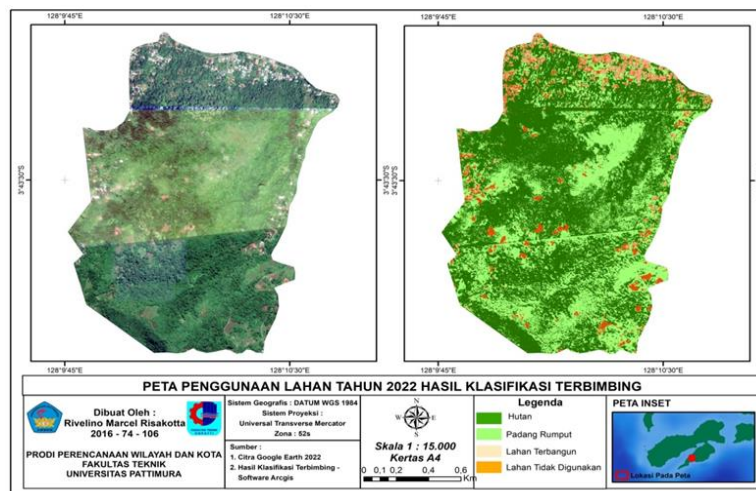 128°9'45"E
128°10'30"E
128°9'45"E
128°10'30"E
3°43'30"S
3°43'30"S
128°9'45"E
128°10'30"E
128°9'45"E
128°10'30"E
PETA PENGGUNAAN LAHAN TAHUN 2022 HASIL KLASIFIKASI TERBIMBING
Dibuat Oleh :
Rivelino Marcel Risakotta
2016 - 74 - 106
PRODI PERENCANAAN WILAYAH DAN KOTA
FAKULTAS TEKNIK
UNIVERSITAS PATTIMURA
Sistem Geografis : DATUM WGS 1984
Sistem Proyeksi :
Universal Transverse Mercator
Zona : 52s
Sumber :
1. Citra Google Earth 2022
2. Hasil Klasifikasi Terbimbing -
Software Arcgis
N
Skala 1 : 15.000
Kertas A4
0 0,1 0,2 0,4 0,6
Km
Legenda
Hutan
Padang Rumput
Lahan Terbangun
Lahan Tidak Digunakan
PETA INSET
Lokasi Pada Peta